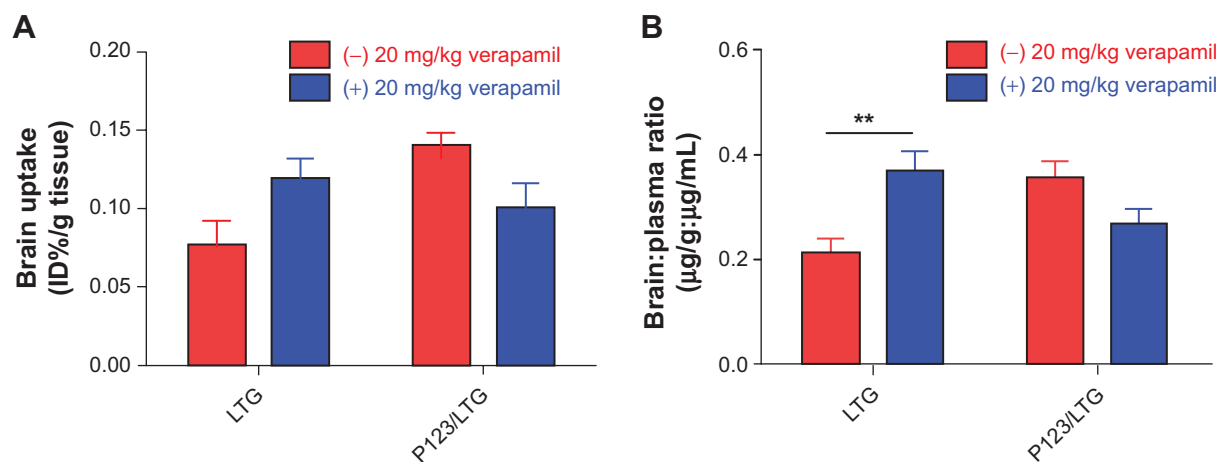 A
Brain uptake
(ID%/g tissue)
0.20
0.15
0.10
0.05
0.00
(−) 20 mg/kg verapamil
(+) 20 mg/kg verapamil
LTG
P123/LTG
B
Brain:plasma ratio
(µg/g:µg/mL)
0.6
0.4
0.2
0.0
(−) 20 mg/kg verapamil
(+) 20 mg/kg verapamil
**
LTG
P123/LTG